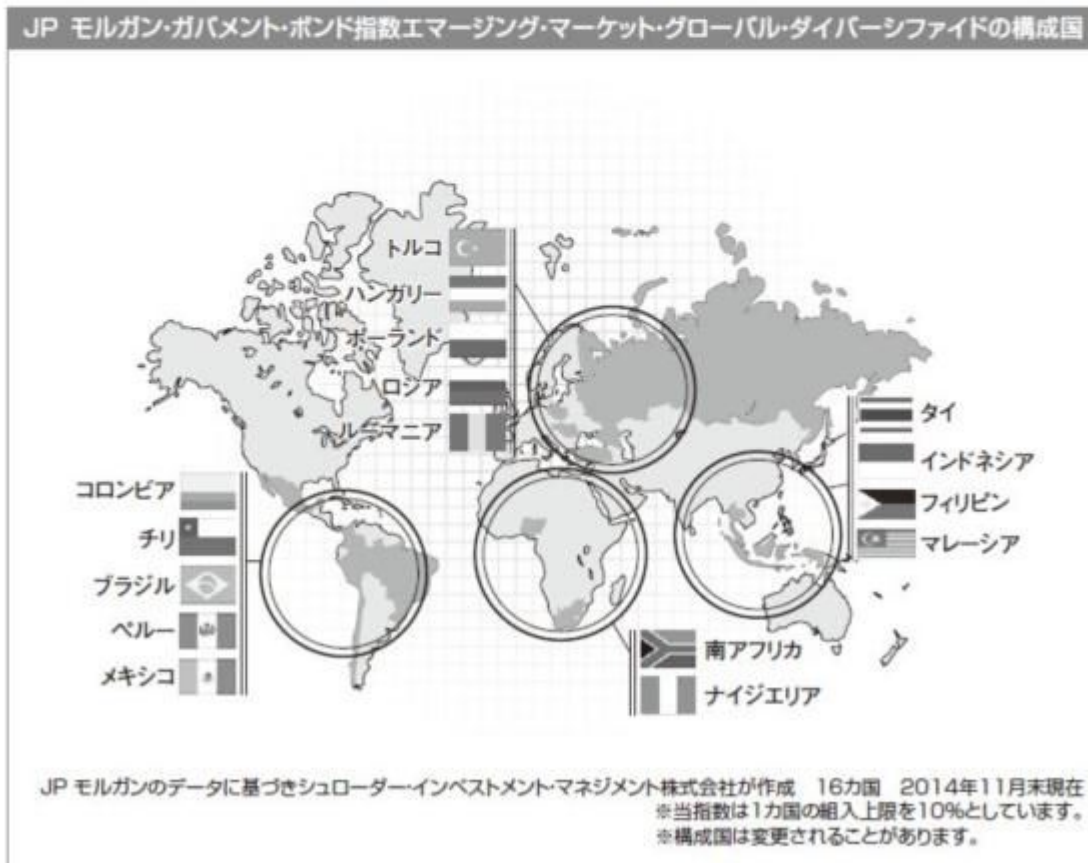 JP モルガン・ガバメント・ボンド指数エマージング・マーケット・グローバル・ダイバーシファイドの構成国
トルコ
ハンガリー
ポーランド
ロシア
ルーマニア
タイ
インドネシア
フィリピン
マレーシア
コロンビア
チリ
ブラジル
ペルー
メキシコ
南アフリカ
ナイジエリア
JP モルガンのデータに基づきシュローダー・インベストメント・マネジメント株式会社が作成 16カ国 2014年11月末現在
※当指数は1カ国の組入上限を10%としています。
※構成国は変更されることがあります。